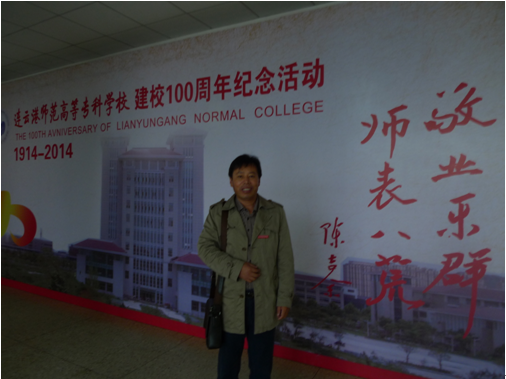 连云港师范高等专科学校 建校100周年纪念活动
THE 100TH AVNIVERSARY OF LIANYUNGANG NORMAL COLLEGE
1914-2014
敬业乐群
师表八荒
陈